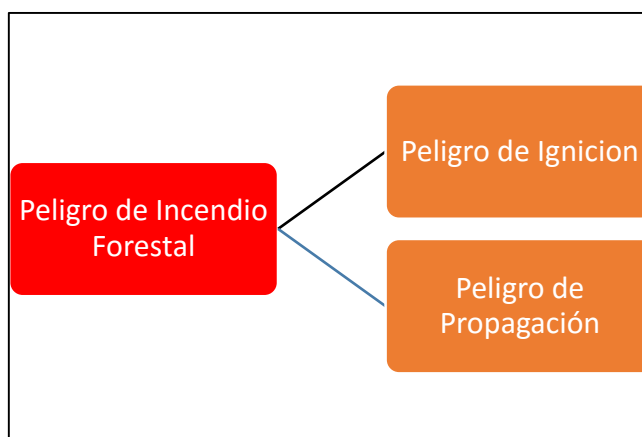 Peligro de Incendio
Forestal
Peligro de Ignicion
Peligro de
Propagación